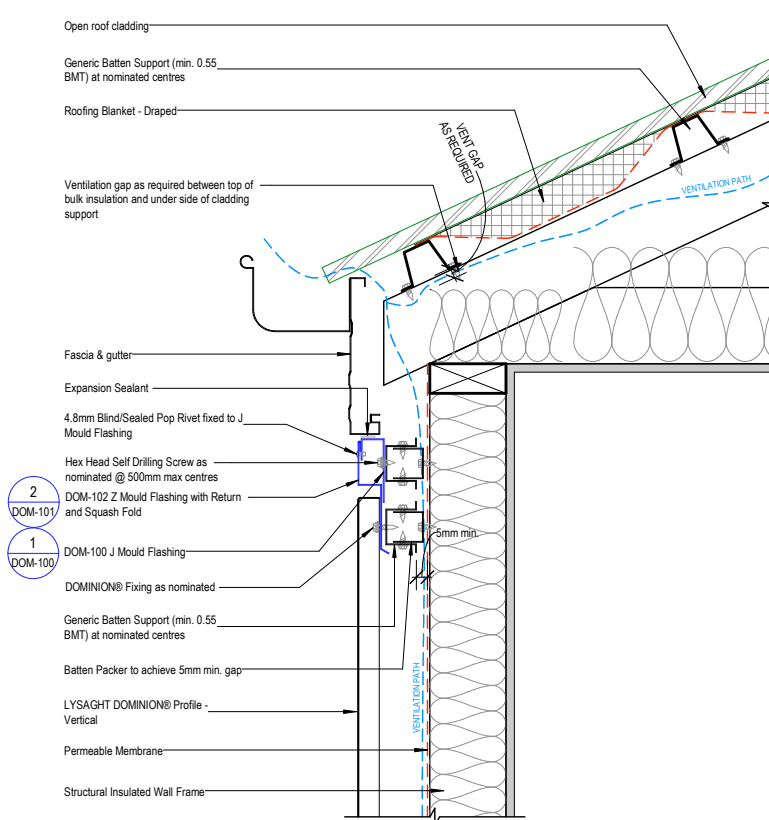 Open roof cladding
Generic Batten Support (min. 0.55
BMT) at nominated centres
Roofing Blanket - Draped
VENT GAP
AS REQUIRED
VENTILATION PATH
Ventilation gap as required between top of
bulk insulation and under side of cladding
support
Fascia & gutter
Expansion Sealant
4.8mm Blind/Sealed Pop Rivet fixed to J
Mould Flashing
Hex Head Self Drilling Screw as
nominated @ 500mm max centres
2
DOM-101
DOM-102 Z Mould Flashing with Return
and Squash Fold
1
DOM-100
DOM-100 J Mould Flashing
5mm min.
DOMINION® Fixing as nominated
Generic Batten Support (min. 0.55
BMT) at nominated centres
Batten Packer to achieve 5mm min. gap
VENTILATION PATH
LYSAGHT DOMINION® Profile -
Vertical
Permeable Membrane
Structural Insulated Wall Frame